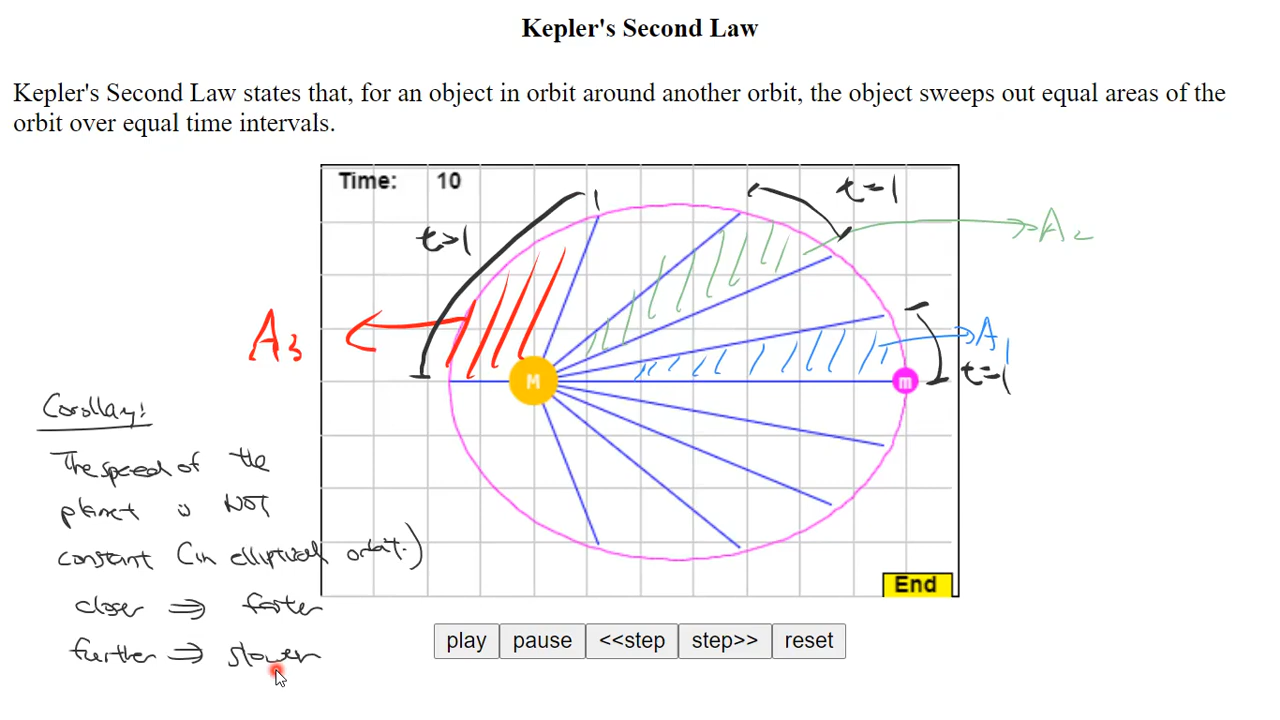 Kepler's Second Law
Kepler's Second Law states that, for an object in orbit around another orbit, the object sweeps out equal areas of the
orbit over equal time intervals.
Time: 10
t=1
t=1
A2
A3
M
A1
m
t=1
Corollary:
The speed of the
planet is NOT
constant (in elliptical orbit.)
closer ⇒ faster
further ⇒ slower
End
play pause <<step step>> reset